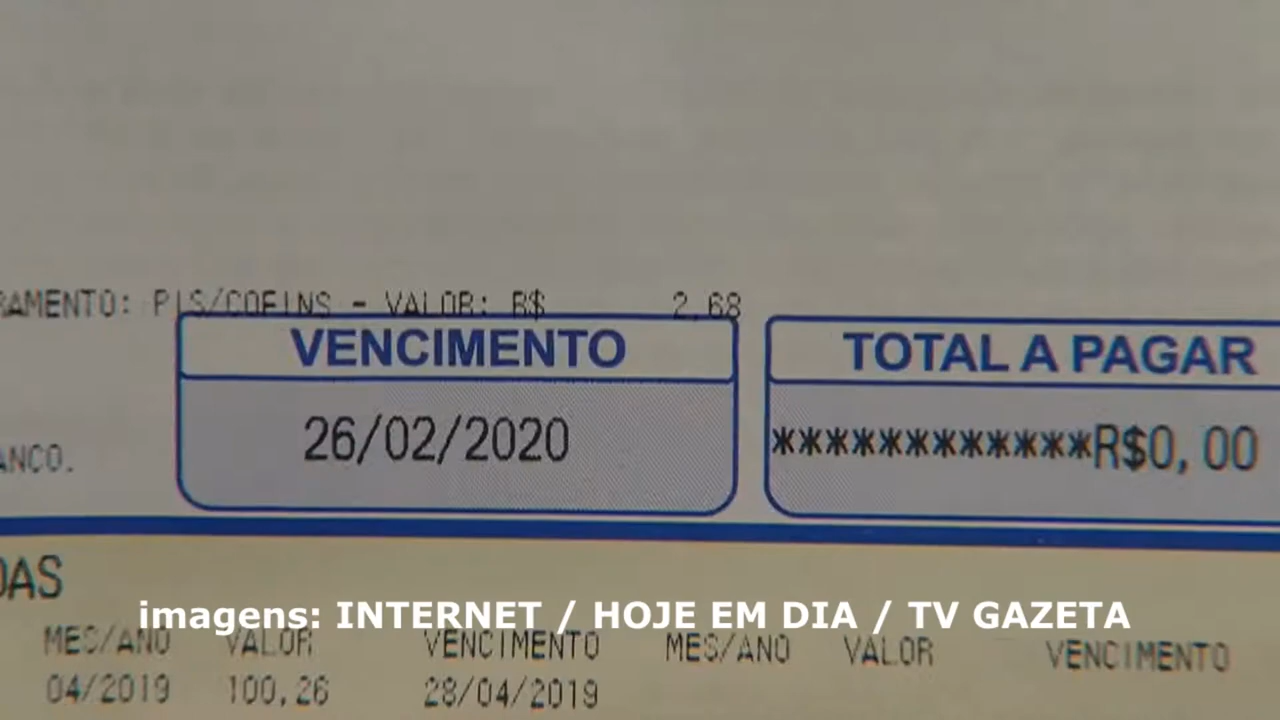 RAMENTO: PIS/COFINS - VALOR: R$ 2,68
VENCIMENTO
TOTAL A PAGAR
26/02/2020
************R$0,00
ANCO.
DAS
imagens: INTERNET / HOJE EM DIA / TV GAZETA
MES/ANO VALOR VENCIMENTO MES/ANO VALOR VENCIMENTO
04/2019 100,26 28/04/2019